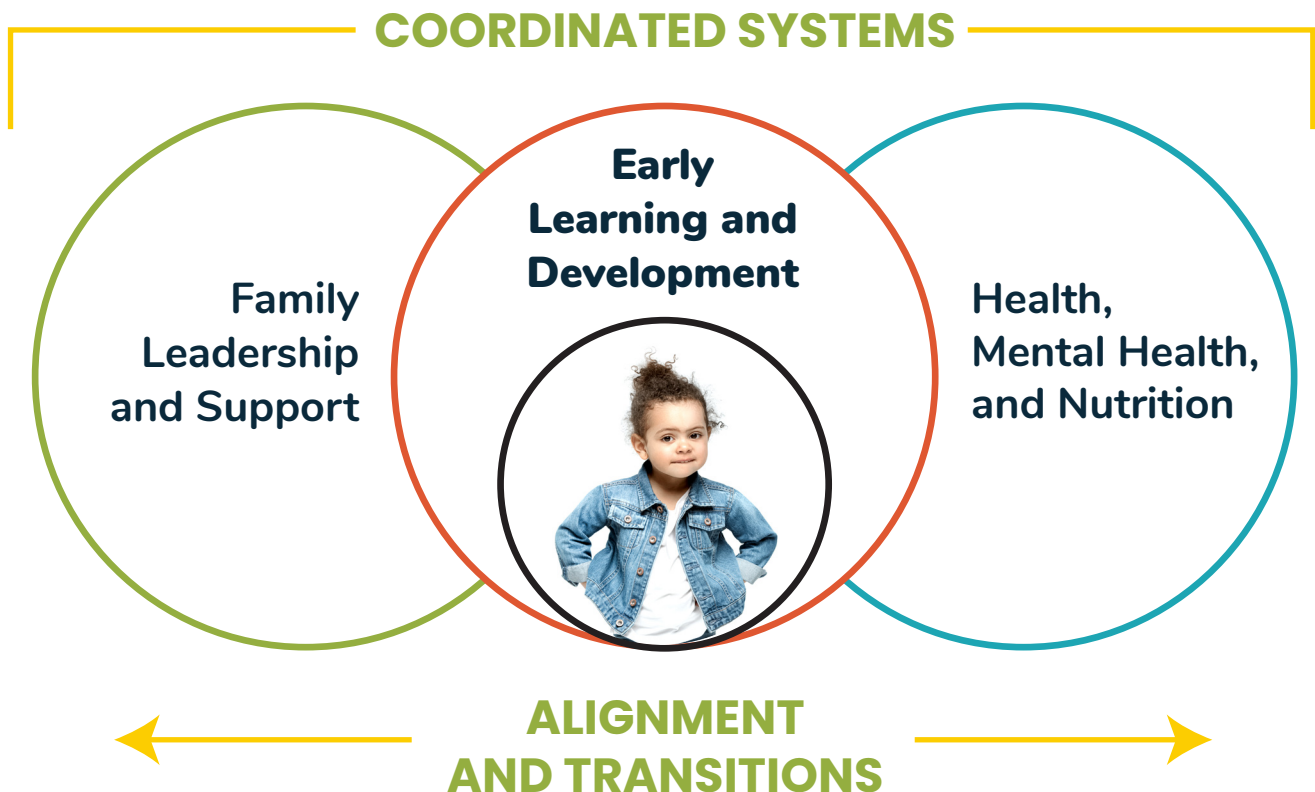 COORDINATED SYSTEMS
Family
Leadership
and Support
Early
Learning and
Development
Health,
Mental Health,
and Nutrition
ALIGNMENT
AND TRANSITIONS